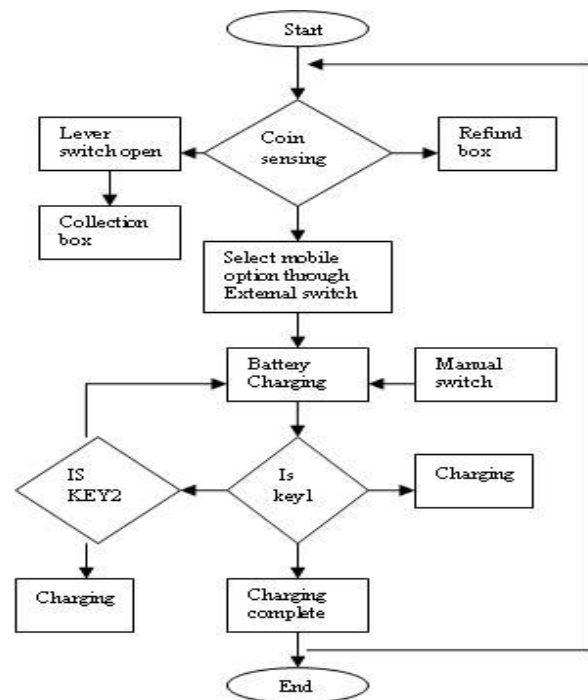 Start
Coin
sensing
Lever
switch open
Refund
box
Collection
box
Select mobile
option through
External switch
Battery
Charging
Manual
switch
IS
KEY2
Is
key1
Charging
Charging
Charging
complete
End